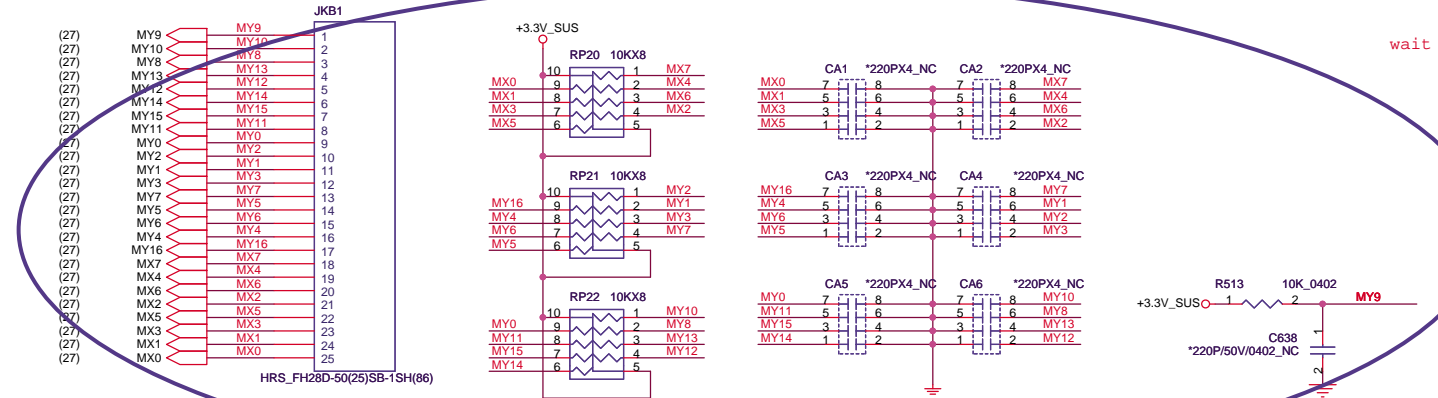 JKB1
(27) MY9 MY9 1
(27) MY10 MY10 2
(27) MY8 MY8 3
(27) MY13 MY13 4
(27) MY12 MY12 5
(27) MY14 MY14 6
(27) MY15 MY15 7
(27) MY11 MY11 8
(27) MY0 MY0 9
(27) MY2 MY2 10
(27) MY1 MY1 11
(27) MY3 MY3 12
(27) MY7 MY7 13
(27) MY5 MY5 14
(27) MY6 MY6 15
(27) MY4 MY4 16
(27) MY16 MY16 17
(27) MX7 MX7 18
(27) MX4 MX4 19
(27) MX6 MX6 20
(27) MX2 MX2 21
(27) MX5 MX5 22
(27) MX3 MX3 23
(27) MX1 MX1 24
(27) MX0 MX0 25
HRS_FH28D-50(25)SB-1SH(86)
+3.3V_SUS
RP20 10KX8
10 1 MX7
MX0 9 2 MX4
MX1 8 3 MX6
MX3 7 4 MX2
MX5 6 5
RP21 10KX8
10 1 MY2
MY16 9 2 MY1
MY4 8 3 MY3
MY6 7 4 MY7
MY5 6 5
RP22 10KX8
10 1 MY10
MY0 9 2 MY8
MY11 8 3 MY13
MY15 7 4 MY12
MY14 6 5
CA1 *220PX4_NC CA2 *220PX4_NC
MX0 7 8 7 8 MX7
MX1 5 6 5 6 MX4
MX3 3 4 3 4 MX6
MX5 1 2 1 2 MX2
CA3 *220PX4_NC CA4 *220PX4_NC
MY16 7 8 7 8 MY7
MY4 5 6 5 6 MY1
MY6 3 4 3 4 MY2
MY5 1 2 1 2 MY3
CA5 *220PX4_NC CA6 *220PX4_NC
MY0 7 8 7 8 MY10
MY11 5 6 5 6 MY8
MY15 3 4 3 4 MY13
MY14 1 2 1 2 MY12
wait
R513 10K_0402
+3.3V_SUS 1 2 MY9
1
C638
*220P/50V/0402_NC
2